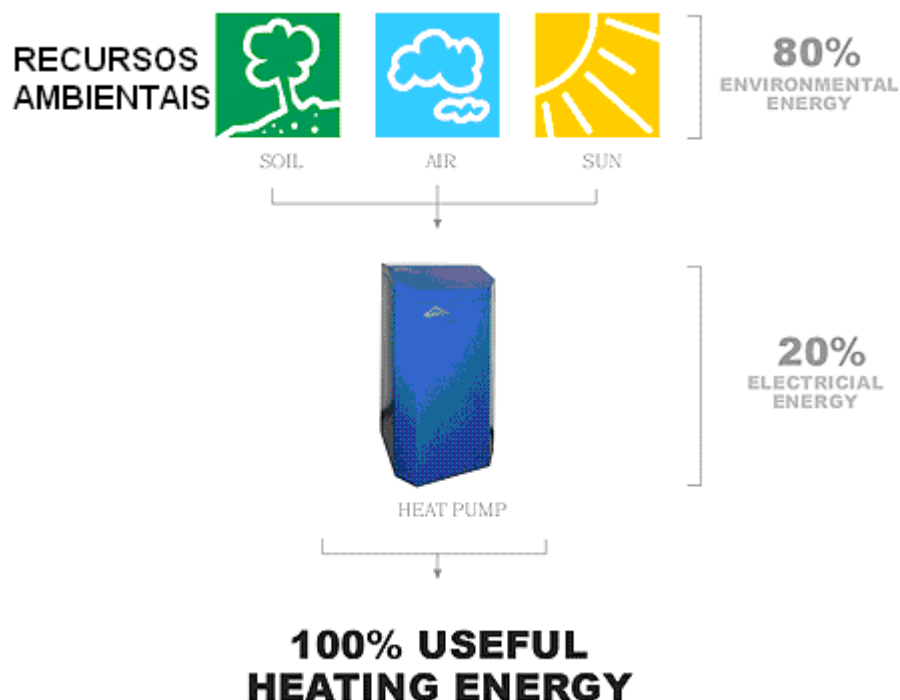 RECURSOS
AMBIENTAIS
SOIL
AIR
SUN
80%
ENVIRONMENTAL
ENERGY
20%
ELECTRICIAL
ENERGY
HEAT PUMP
100% USEFUL
HEATING ENERGY